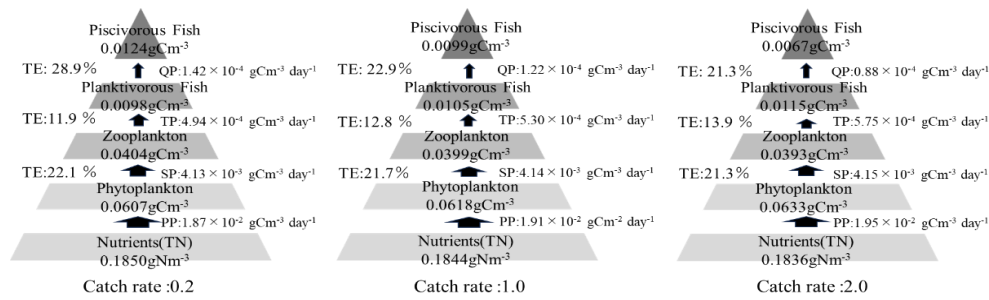 Piscivorous Fish
0.0124gCm⁻³
TE: 28.9%
QP:1.42×10⁻⁴ gCm⁻³ day⁻¹
Planktivorous Fish
0.0098gCm⁻³
TE:11.9 %
TP:4.94×10⁻⁴ gCm⁻³ day⁻¹
Zooplankton
0.0404gCm⁻³
TE:22.1 %
SP:4.13×10⁻³ gCm⁻³ day⁻¹
Phytoplankton
0.0607gCm⁻³
PP:1.87×10⁻² gCm⁻³ day⁻¹
Nutrients(TN)
0.1850gNm⁻³
Catch rate :0.2
Piscivorous Fish
0.0099gCm⁻³
TE: 22.9%
QP:1.22×10⁻⁴ gCm⁻³ day⁻¹
Planktivorous Fish
0.0105gCm⁻³
TE:12.8 %
TP:5.30×10⁻⁴ gCm⁻³ day⁻¹
Zooplankton
0.0399gCm⁻³
TE:21.7%
SP:4.14×10⁻³ gCm⁻³ day⁻¹
Phytoplankton
0.0618gCm⁻³
PP:1.91×10⁻² gCm⁻² day⁻¹
Nutrients(TN)
0.1844gNm⁻³
Catch rate :1.0
Piscivorous Fish
0.0067gCm⁻³
TE: 21.3%
QP:0.88×10⁻⁴ gCm⁻³ day⁻¹
Planktivorous Fish
0.0115gCm⁻³
TE:13.9 %
TP:5.75×10⁻⁴ gCm⁻³ day⁻¹
Zooplankton
0.0393gCm⁻³
TE:21.3%
SP:4.15×10⁻³ gCm⁻³ day⁻¹
Phytoplankton
0.0633gCm⁻³
PP:1.95×10⁻² gCm⁻³ day⁻¹
Nutrients(TN)
0.1836gNm⁻³
Catch rate :2.0